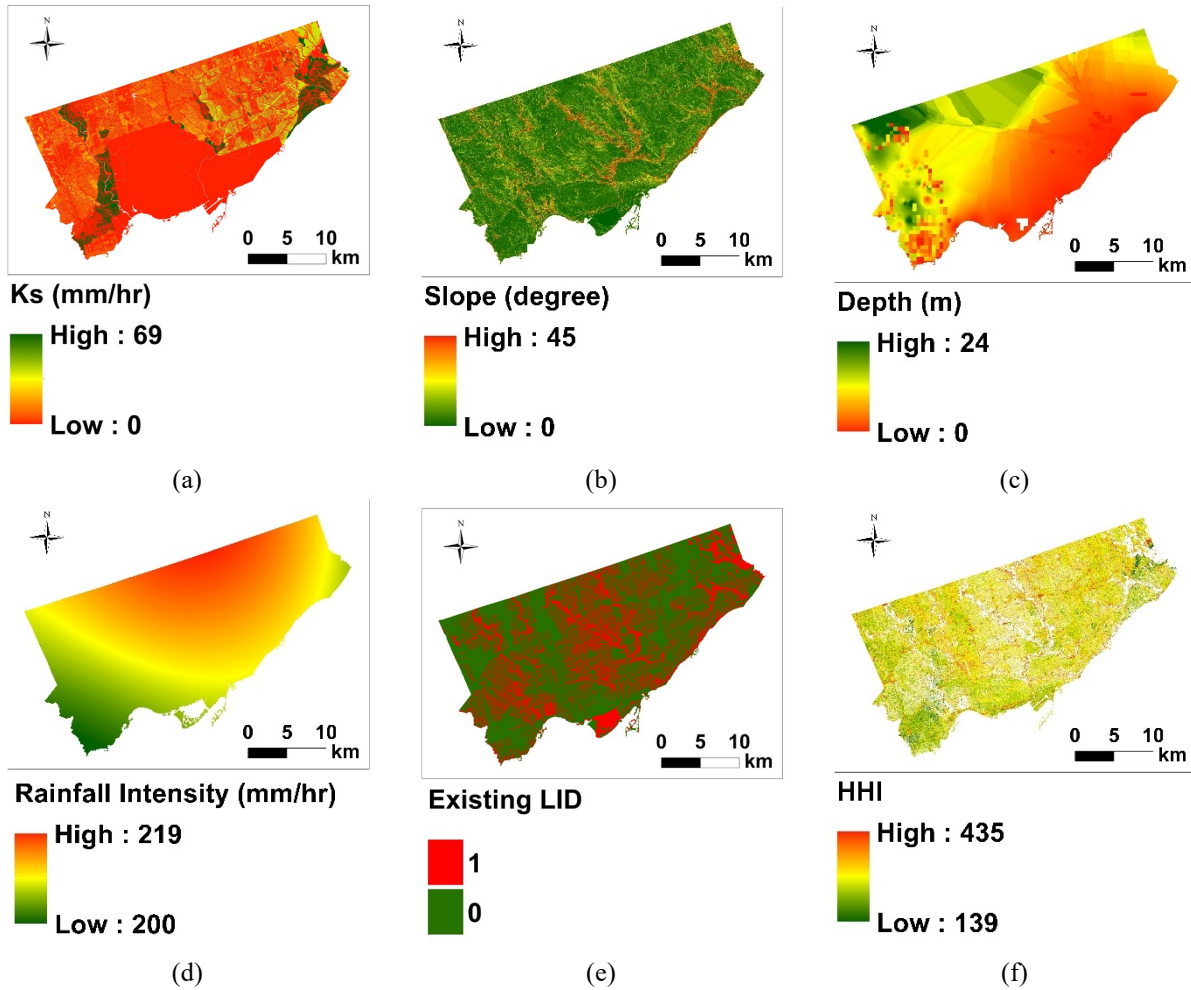 N
0 5 10
km
Ks (mm/hr)
High : 69
Low : 0
(a)
N
0 5 10
km
Slope (degree)
High : 45
Low : 0
(b)
N
0 5 10
km
Depth (m)
High : 24
Low : 0
(c)
N
0 5 10
km
Rainfall Intensity (mm/hr)
High : 219
Low : 200
(d)
N
0 5 10
km
Existing LID
1
0
(e)
N
0 5 10
km
HHI
High : 435
Low : 139
(f)